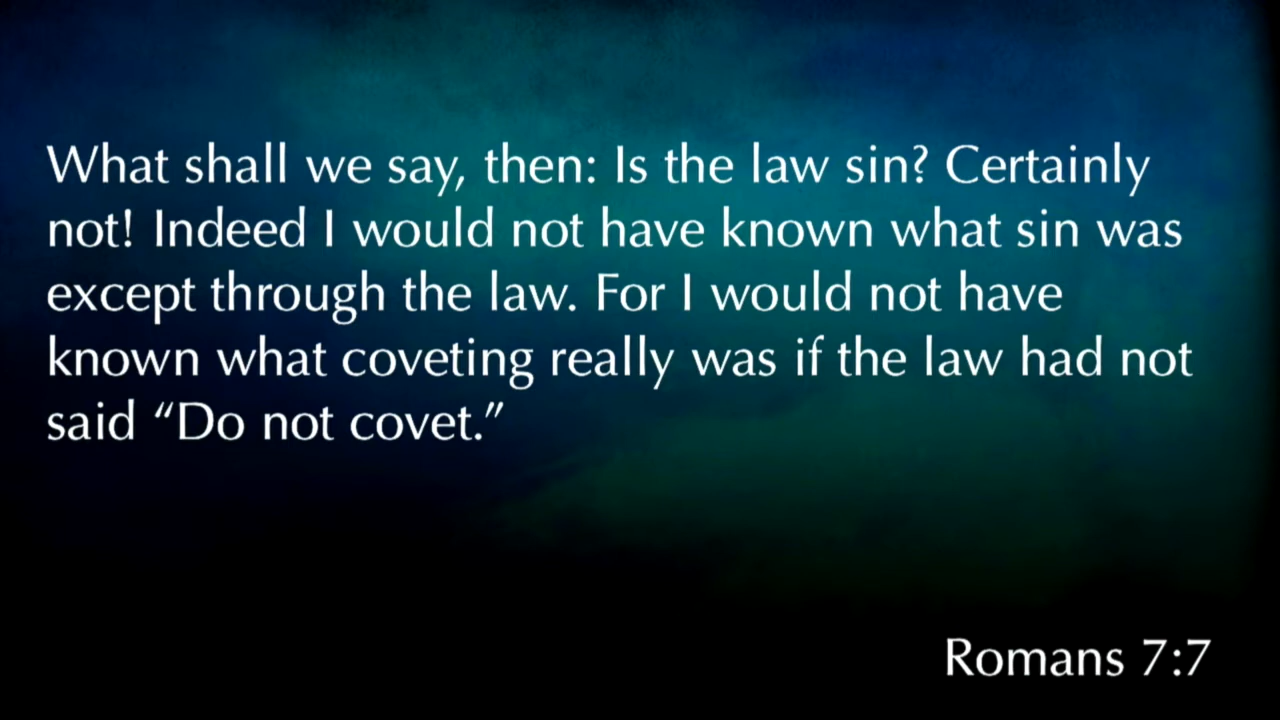 What shall we say, then: Is the law sin? Certainly
not! Indeed I would not have known what sin was
except through the law. For I would not have
known what coveting really was if the law had not
said “Do not covet.”
Romans 7:7